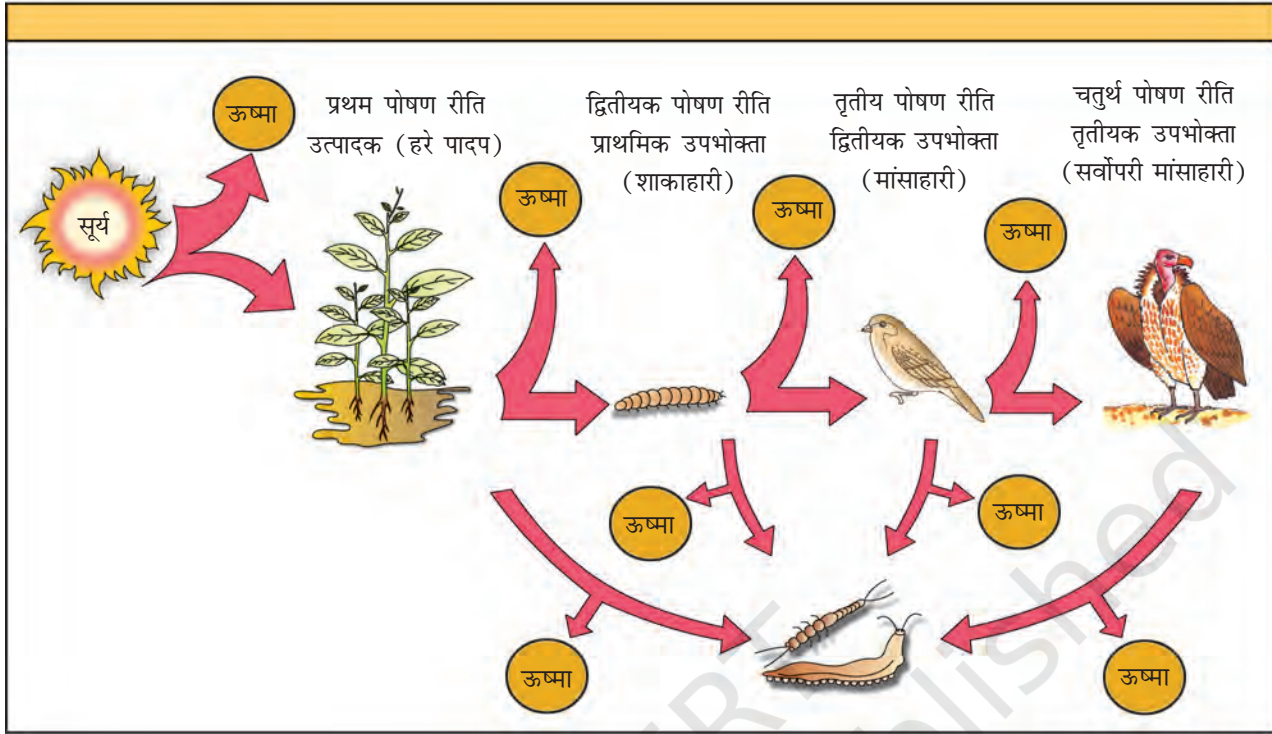 ऊष्मा
प्रथम पोषण रीति
उत्पादक (हरे पादप)
द्वितीयक पोषण रीति
प्राथमिक उपभोक्ता
(शाकाहारी)
तृतीय पोषण रीति
द्वितीयक उपभोक्ता
(मांसाहारी)
चतुर्थ पोषण रीति
तृतीयक उपभोक्ता
(सर्वोपरी मांसाहारी)
सूर्य
ऊष्मा
ऊष्मा
ऊष्मा
ऊष्मा
ऊष्मा
ऊष्मा
ऊष्मा